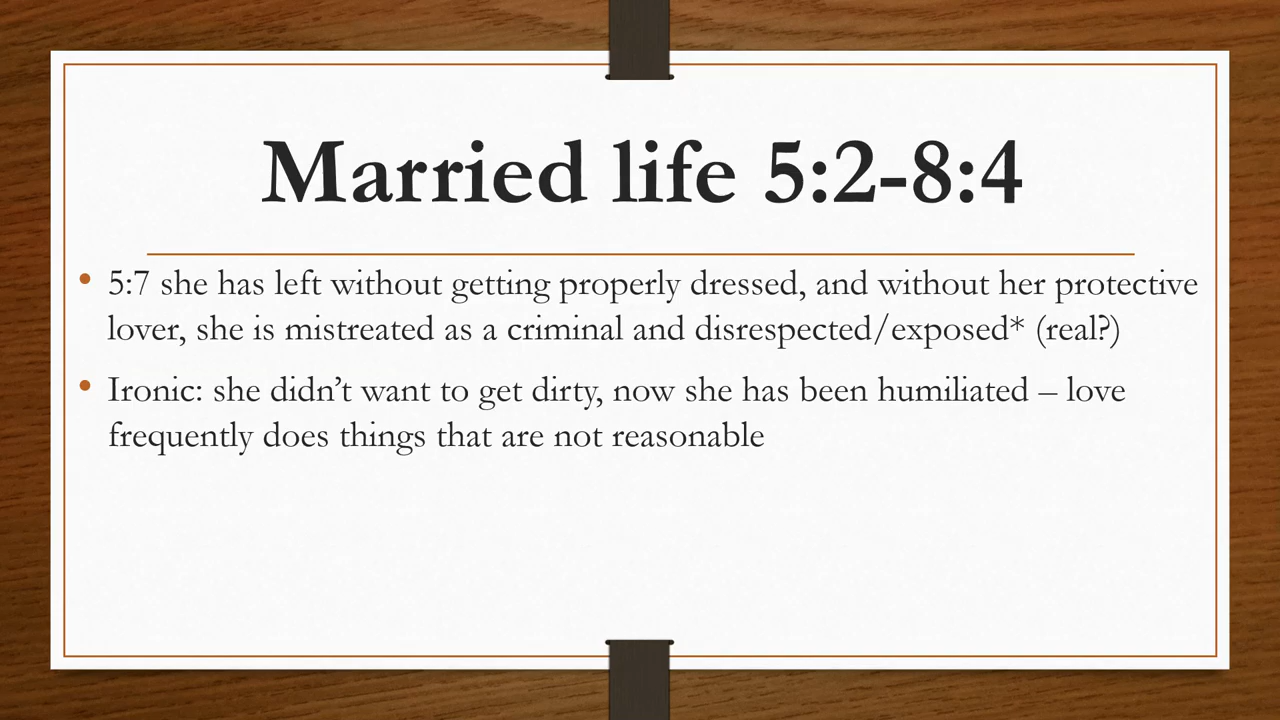 Married life 5:2-8:4
• 5:7 she has left without getting properly dressed, and without her protective
lover, she is mistreated as a criminal and disrespected/exposed* (real?)
• Ironic: she didn’t want to get dirty, now she has been humiliated – love
frequently does things that are not reasonable